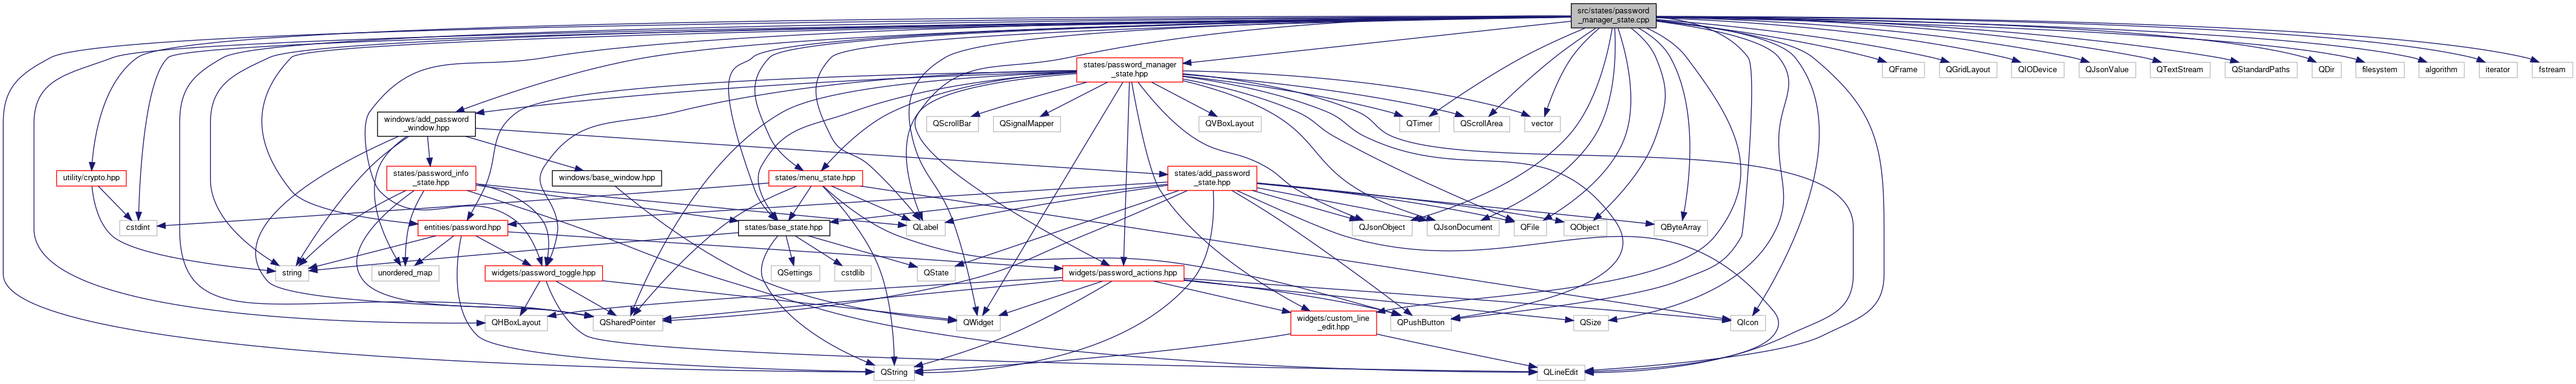 src/states/password
_manager_state.cpp
states/password_manager
_state.hpp
QFrame
QGridLayout
QIODevice
QJsonValue
QTextStream
QStandardPaths
QDir
filesystem
algorithm
iterator
fstream
windows/add_password
_window.hpp
QScrollBar
QSignalMapper
QVBoxLayout
QTimer
QScrollArea
vector
utility/crypto.hpp
states/password_info
_state.hpp
windows/base_window.hpp
states/menu_state.hpp
states/add_password
_state.hpp
cstdint
entities/password.hpp
states/base_state.hpp
QLabel
QJsonObject
QJsonDocument
QFile
QObject
QByteArray
string
unordered_map
widgets/password_toggle.hpp
QSettings
cstdlib
QState
widgets/password_actions.hpp
QHBoxLayout
QSharedPointer
QWidget
widgets/custom_line
_edit.hpp
QPushButton
QSize
QIcon
QString
QLineEdit